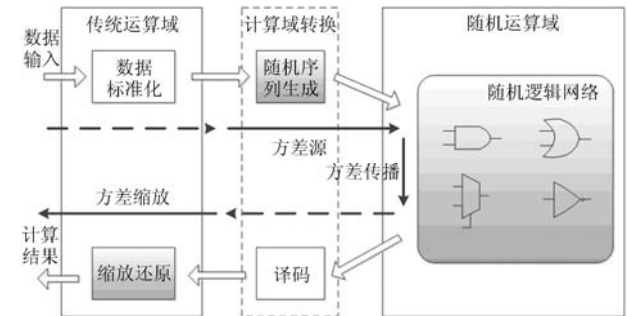 传统运算域
计算域转换
随机运算域
数据
输入
数据
标准化
随机序
列生成
随机逻辑网络
方差源
方差传播
方差缩放
计算
结果
缩放还原
译码